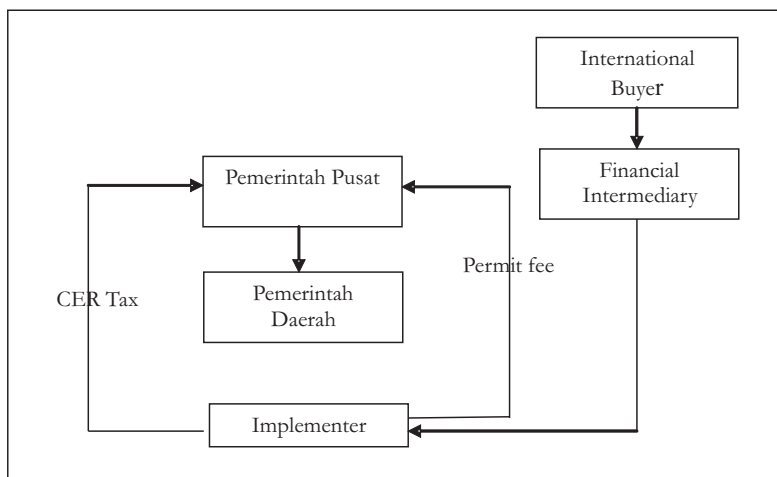 International
Buyer
Financial
Intermediary
Pemerintah Pusat
Permit fee
CER Tax
Pemerintah
Daerah
Implementer